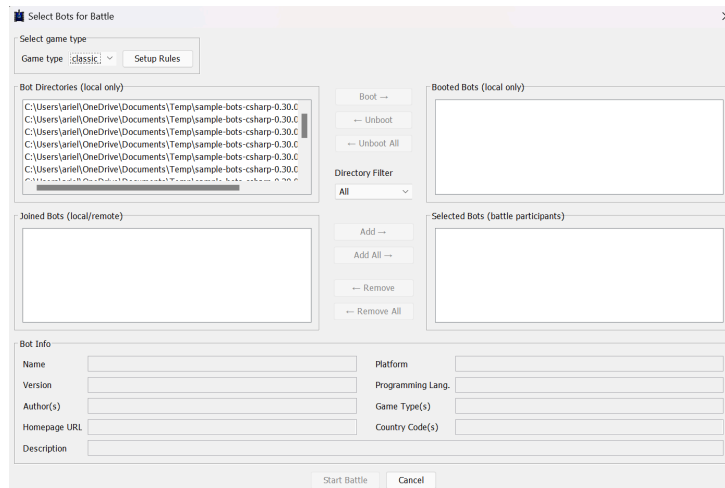 Select Bots for Battle
Select game type
Game type classic Setup Rules
Bot Directories (local only)
C:\Users\ariel\OneDrive\Documents\Temp\sample-bots-csharp-0.30.0
C:\Users\ariel\OneDrive\Documents\Temp\sample-bots-csharp-0.30.0
C:\Users\ariel\OneDrive\Documents\Temp\sample-bots-csharp-0.30.0
C:\Users\ariel\OneDrive\Documents\Temp\sample-bots-csharp-0.30.0
C:\Users\ariel\OneDrive\Documents\Temp\sample-bots-csharp-0.30.0
C:\Users\ariel\OneDrive\Documents\Temp\sample-bots-csharp-0.30.0
Boot →
← Unboot
← Unboot All
Directory Filter
All
Booted Bots (local only)
Joined Bots (local/remote)
Add →
Add All →
← Remove
← Remove All
Selected Bots (battle participants)
Bot Info
Name
Platform
Version
Programming Lang.
Author(s)
Game Type(s)
Homepage URL
Country Code(s)
Description
Start Battle
Cancel